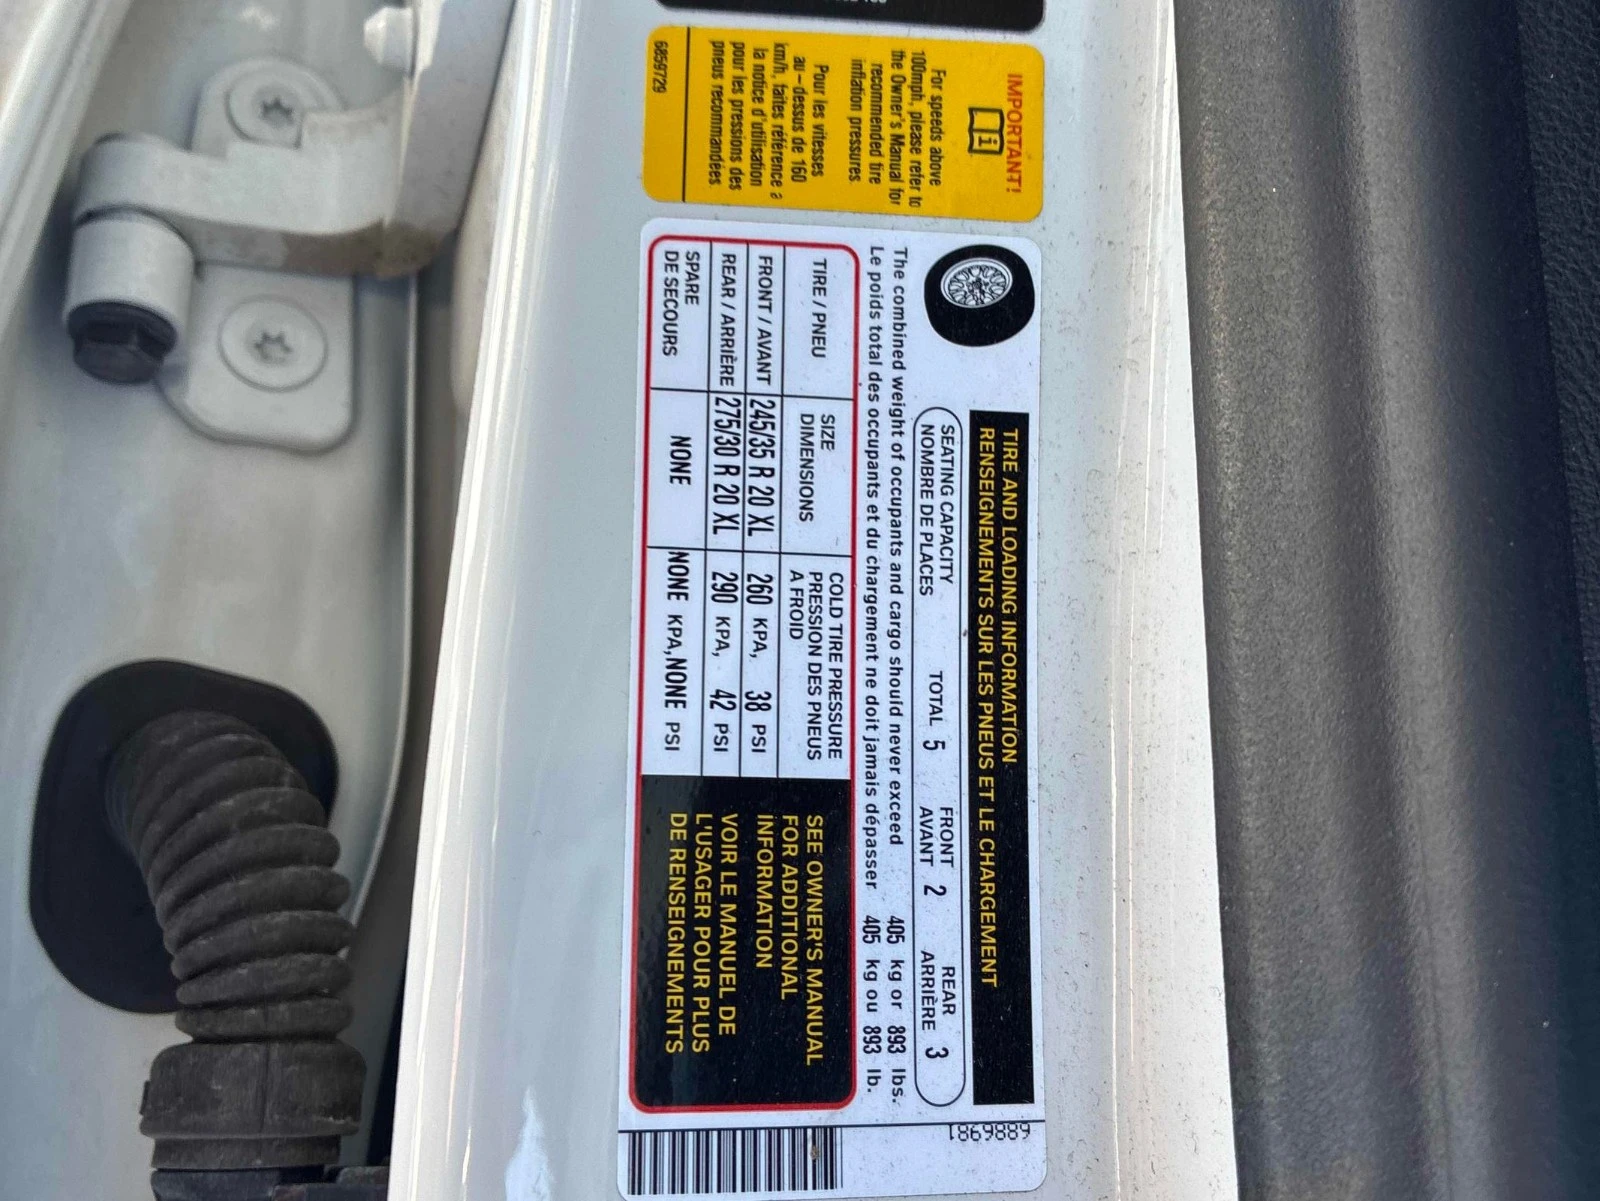 IMPORTANT!
For speeds above
100mph, please refer to
the Owner's Manual for
recommended tire
inflation pressures.
Pour les vitesses
au - dessus de 160
km/h, faites référence a
la notice d'utilisation
pour les pressions des
pneus recommandées.
6859729
TIRE AND LOADING INFORMATION
RENSEIGNEMENTS SUR LES PNEUS ET LE CHARGEMENT
SEATING CAPACITY TOTAL 5 FRONT 2 REAR 3
NOMBRE DE PLACES AVANT ARRIÈRE
The combined weight of occupants and cargo should never exceed 405 kg or 893 lbs.
Le poids total des occupants et du chargement ne doit jamais dépasser 405 kg ou 893 lb.
TIRE / PNEU SIZE DIMENSIONS COLD TIRE PRESSURE PRESSION DES PNEUS A FROID
FRONT / AVANT 245/35 R 20 XL 260 KPA, 38 PSI
REAR / ARRIÈRE 275/30 R 20 XL 290 KPA, 42 PSI
SPARE DE SECOURS NONE NONE KPA, NONE PSI
SEE OWNER'S MANUAL
FOR ADDITIONAL
INFORMATION
VOIR LE MANUEL DE
L'USAGER POUR PLUS
DE RENSEIGNEMENTS
6889681